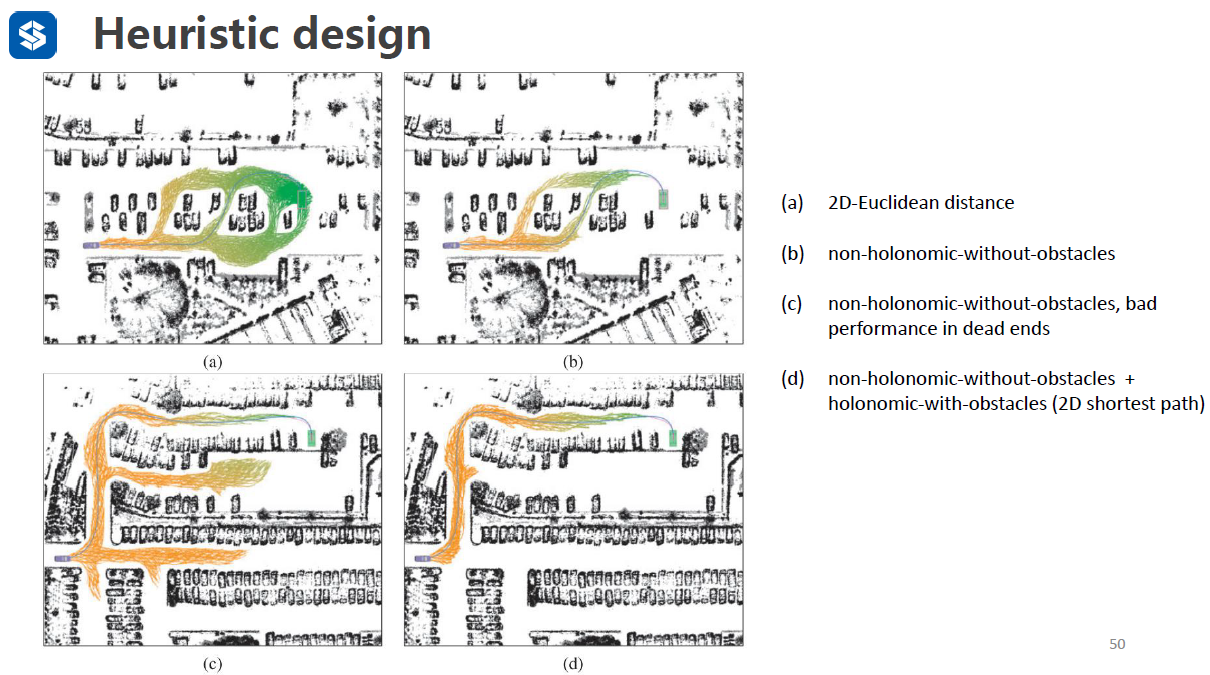 Heuristic design
(a)
(b)
(c)
(d)
(a) 2D-Euclidean distance
(b) non-holonomic-without-obstacles
(c) non-holonomic-without-obstacles, bad
performance in dead ends
(d) non-holonomic-without-obstacles +
holonomic-with-obstacles (2D shortest path)
50